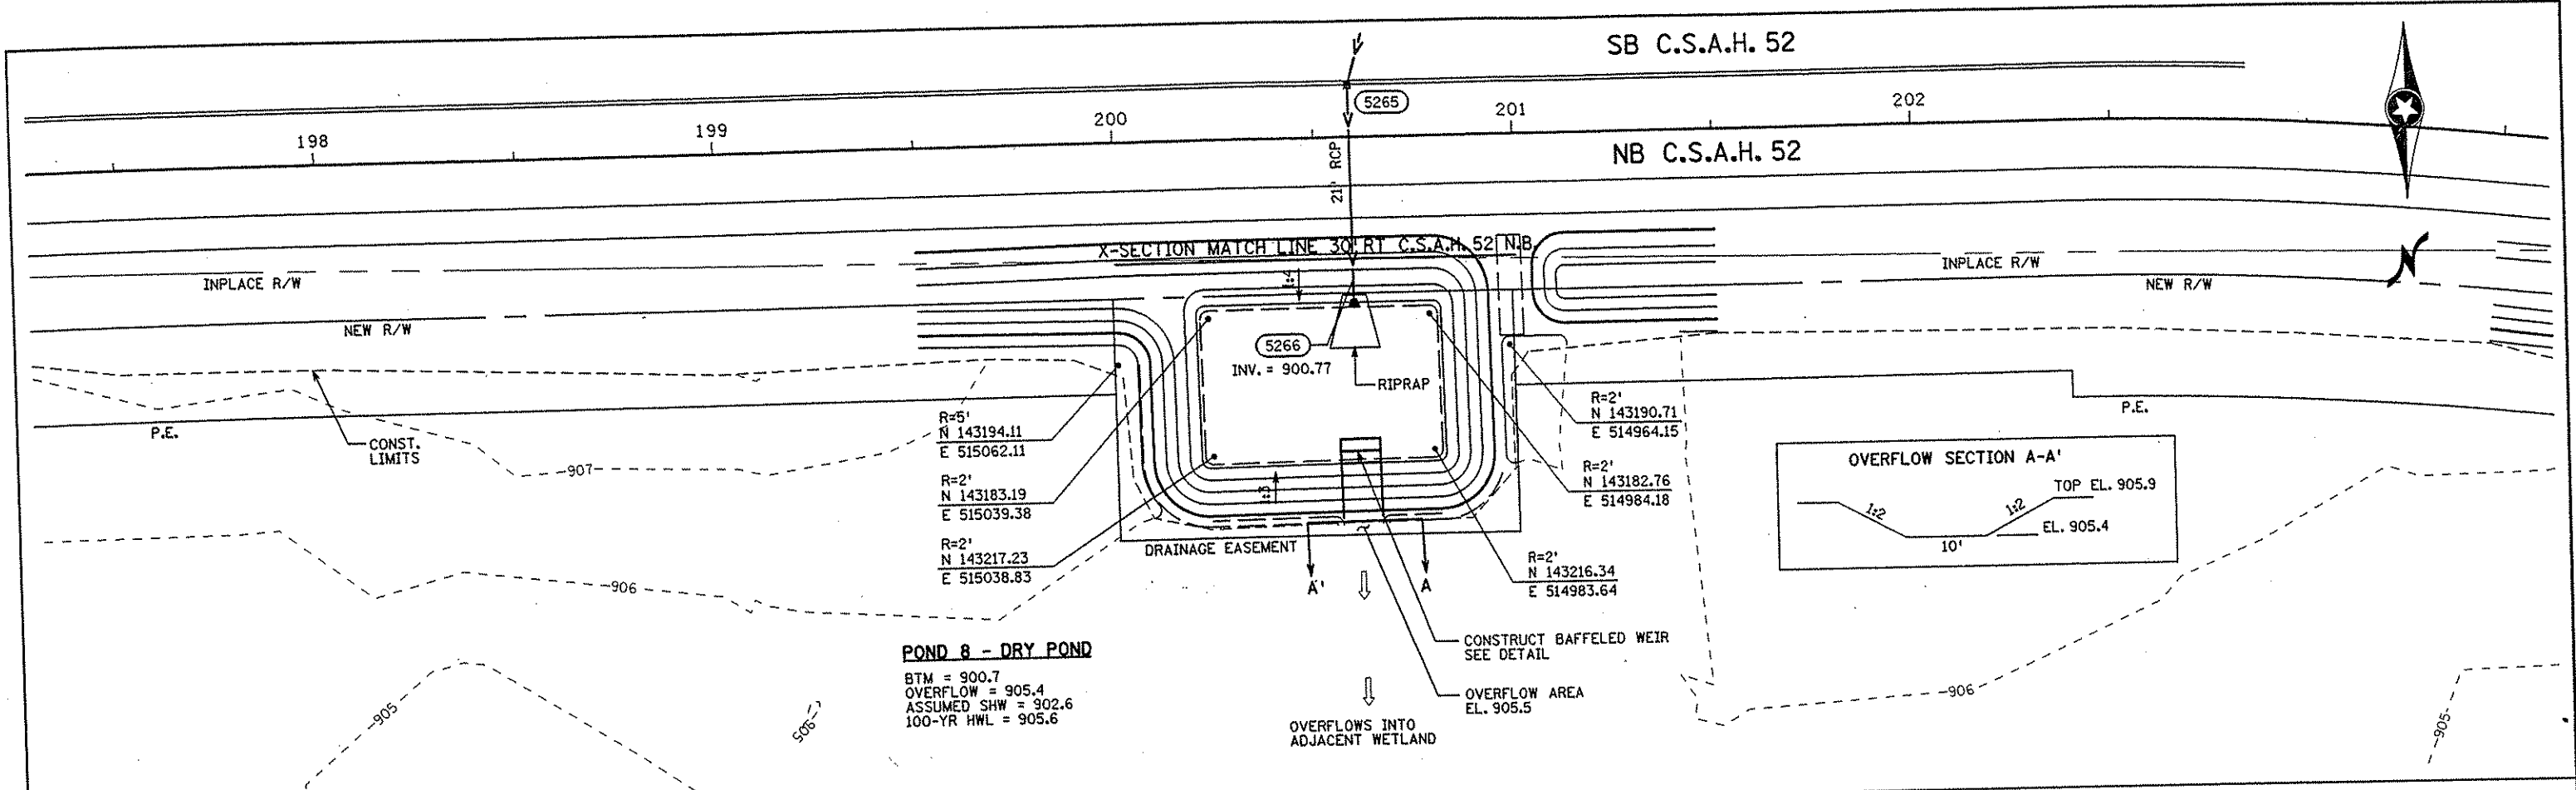 SB C.S.A.H. 52
5265
198
199
200
201
202
NB C.S.A.H. 52
21" RCP
X-SECTION MATCH LINE 30' RT C.S.A.H. 52 N.B.
INPLACE R/W
INPLACE R/W
NEW R/W
NEW R/W
1:4
5266
INV. = 900.77
RIPRAP
P.E.
P.E.
CONST.
LIMITS
R=5'
N 143194.11
E 515062.11
R=2'
N 143183.19
E 515039.38
R=2'
N 143217.23
E 515038.83
R=2'
N 143190.71
E 514964.15
R=2'
N 143182.76
E 514984.18
R=2'
N 143216.34
E 514983.64
1:3
DRAINAGE EASEMENT
A'
A
OVERFLOW SECTION A-A'
TOP EL. 905.9
1:2
1:2
EL. 905.4
10'
907
906
905
905
906
905
POND 8 - DRY POND
BTM = 900.7
OVERFLOW = 905.4
ASSUMED SHW = 902.6
100-YR HWL = 905.6
CONSTRUCT BAFFELED WEIR
SEE DETAIL
OVERFLOW AREA
EL. 905.5
OVERFLOWS INTO
ADJACENT WETLAND
N